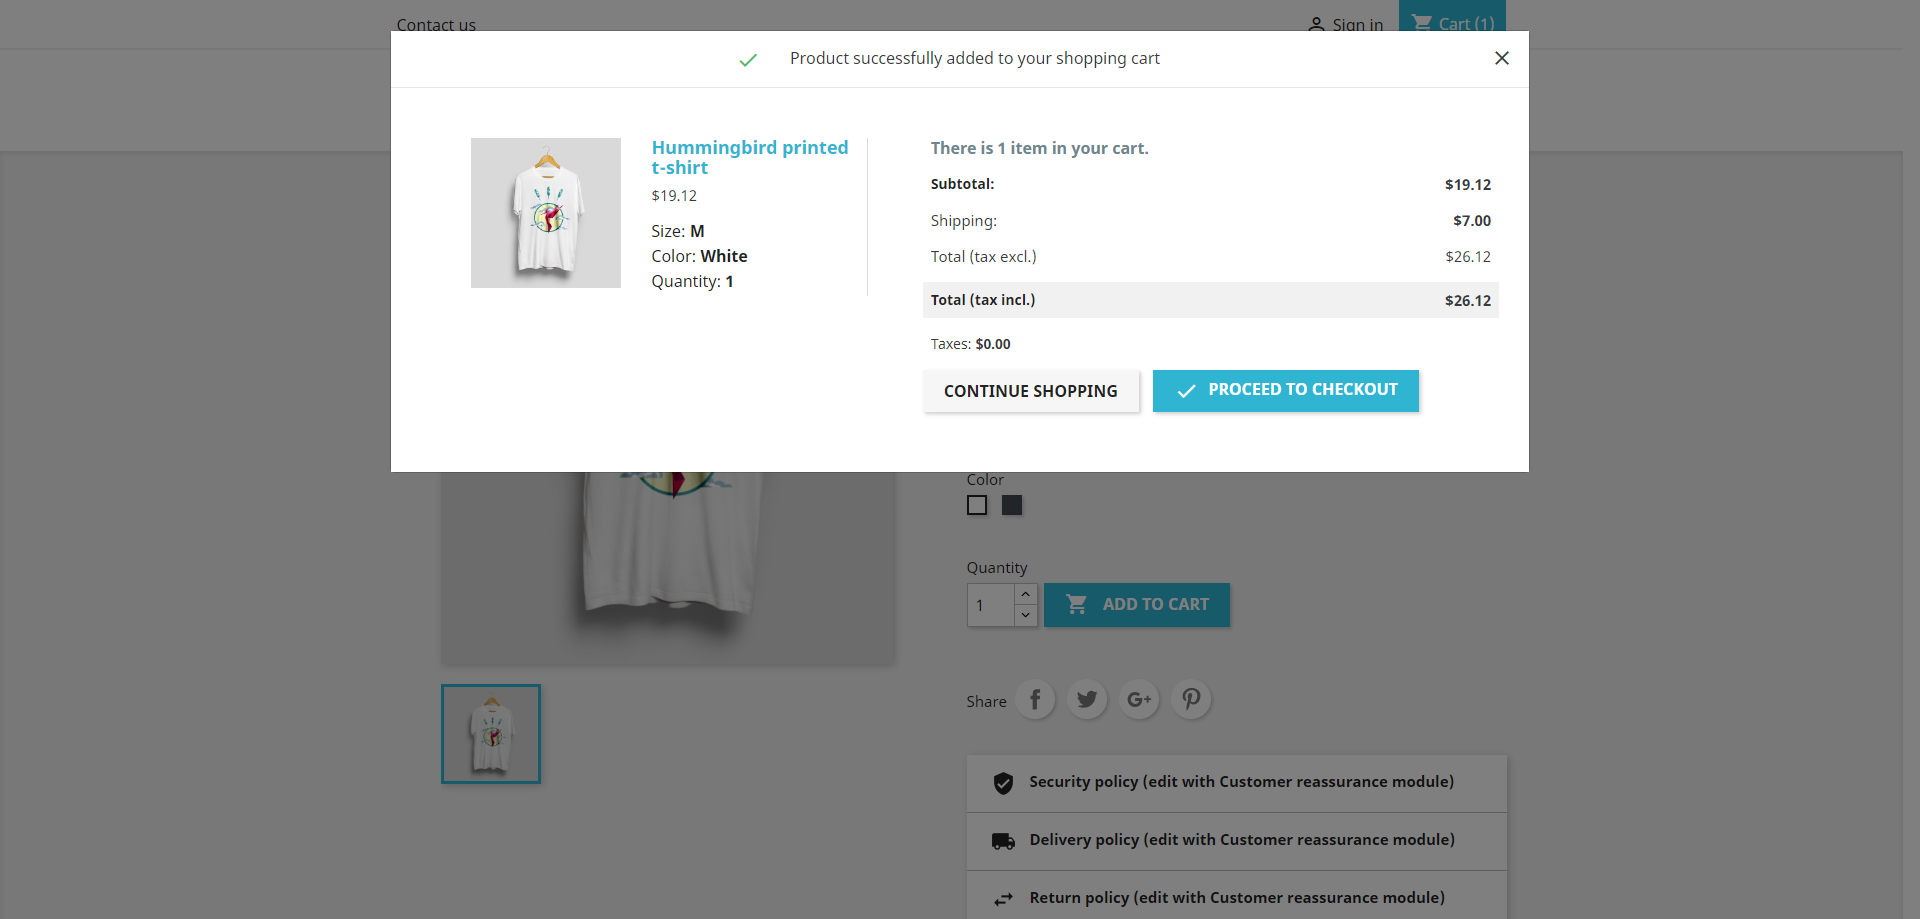 Contact us
Sign in
Cart (1)
Product successfully added to your shopping cart
Hummingbird printed
t-shirt
$19.12
Size: M
Color: White
Quantity: 1
There is 1 item in your cart.
Subtotal: $19.12
Shipping: $7.00
Total (tax excl.) $26.12
Total (tax incl.) $26.12
Taxes: $0.00
CONTINUE SHOPPING
PROCEED TO CHECKOUT
Color
Quantity
1
ADD TO CART
Share
G+
Security policy (edit with Customer reassurance module)
Delivery policy (edit with Customer reassurance module)
Return policy (edit with Customer reassurance module)